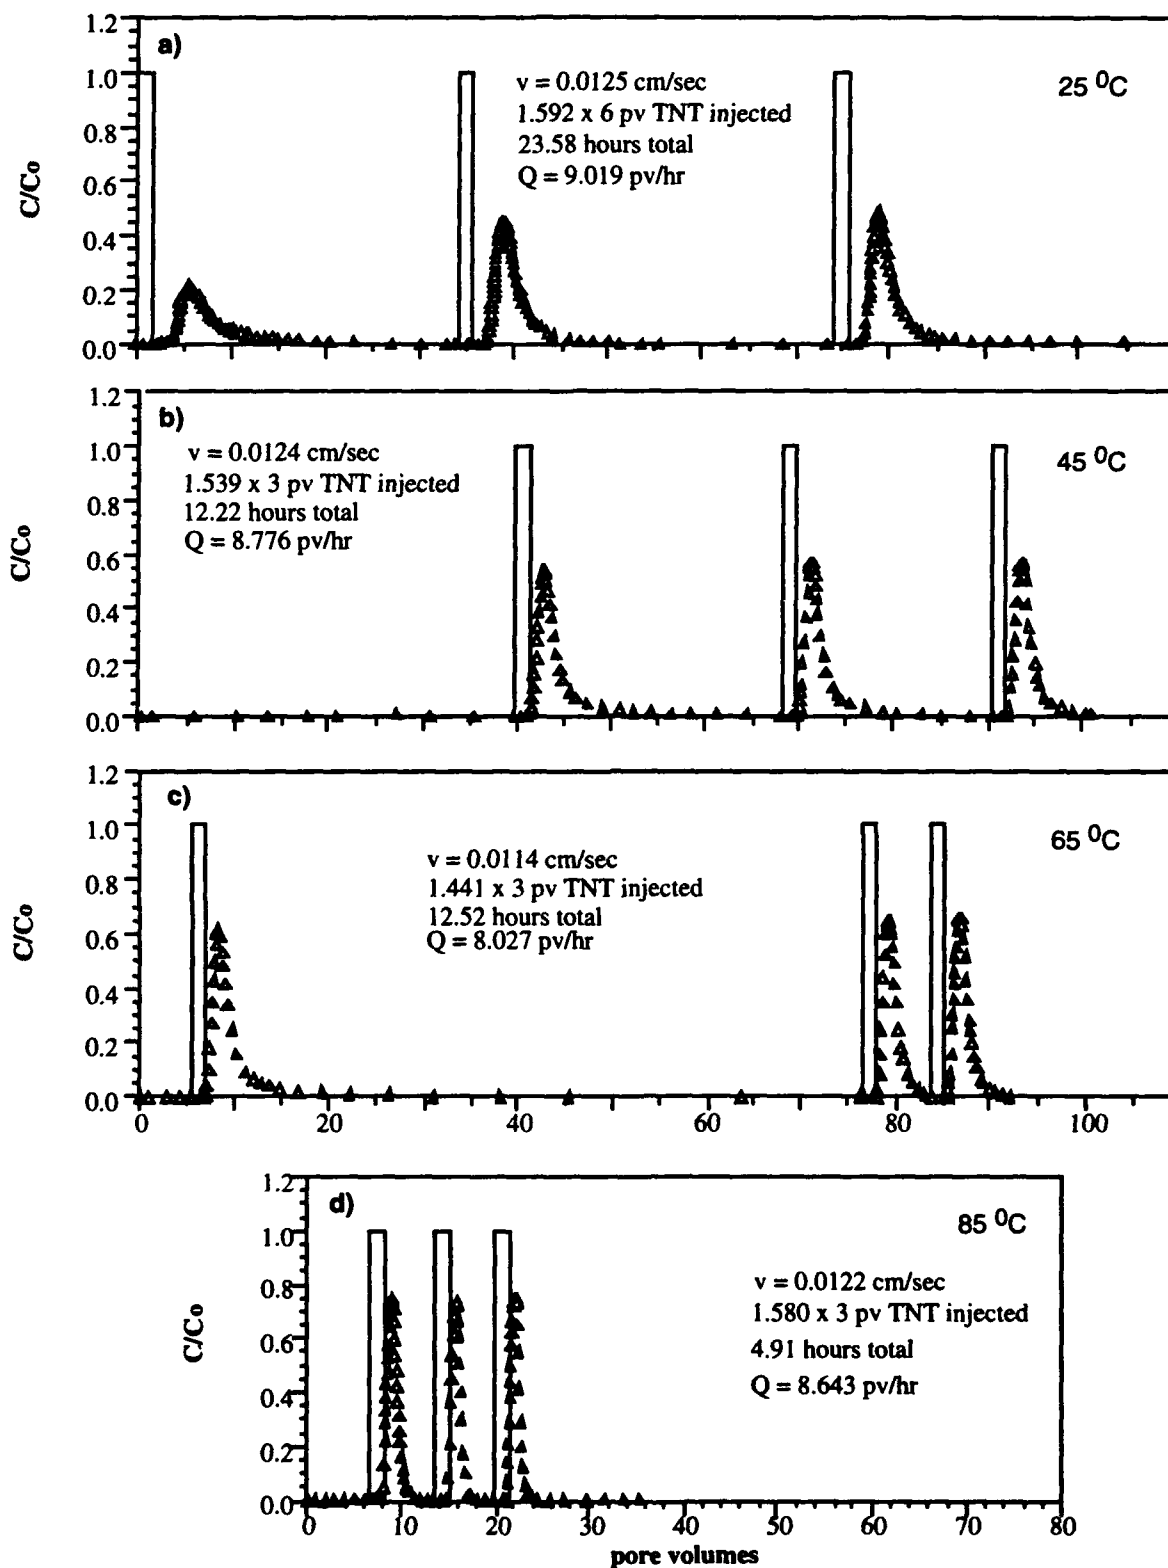 a)
25 ⁰C
v = 0.0125 cm/sec
1.592 x 6 pv TNT injected
23.58 hours total
Q = 9.019 pv/hr
C/Co
1.2
1.0
0.8
0.6
0.4
0.2
0.0
b)
45 ⁰C
v = 0.0124 cm/sec
1.539 x 3 pv TNT injected
12.22 hours total
Q = 8.776 pv/hr
C/Co
1.2
1.0
0.8
0.6
0.4
0.2
0.0
c)
65 ⁰C
v = 0.0114 cm/sec
1.441 x 3 pv TNT injected
12.52 hours total
Q = 8.027 pv/hr
C/Co
1.2
1.0
0.8
0.6
0.4
0.2
0.0
0 20 40 60 80 100
d)
85 ⁰C
v = 0.0122 cm/sec
1.580 x 3 pv TNT injected
4.91 hours total
Q = 8.643 pv/hr
C/Co
1.2
1.0
0.8
0.6
0.4
0.2
0.0
0 10 20 30 40 50 60 70 80
pore volumes